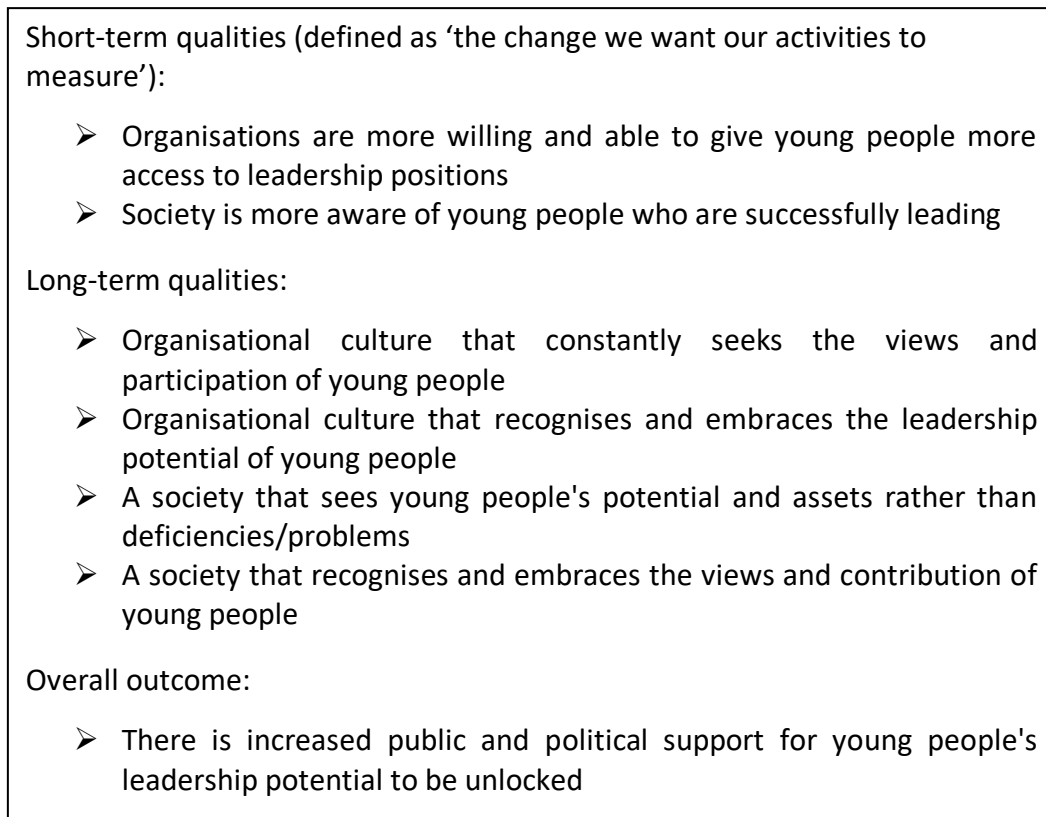 Short-term qualities (defined as ‘the change we want our activities to
measure’):
➢ Organisations are more willing and able to give young people more
access to leadership positions
➢ Society is more aware of young people who are successfully leading
Long-term qualities:
➢ Organisational culture that constantly seeks the views and
participation of young people
➢ Organisational culture that recognises and embraces the leadership
potential of young people
➢ A society that sees young people's potential and assets rather than
deficiencies/problems
➢ A society that recognises and embraces the views and contribution of
young people
Overall outcome:
➢ There is increased public and political support for young people's
leadership potential to be unlocked